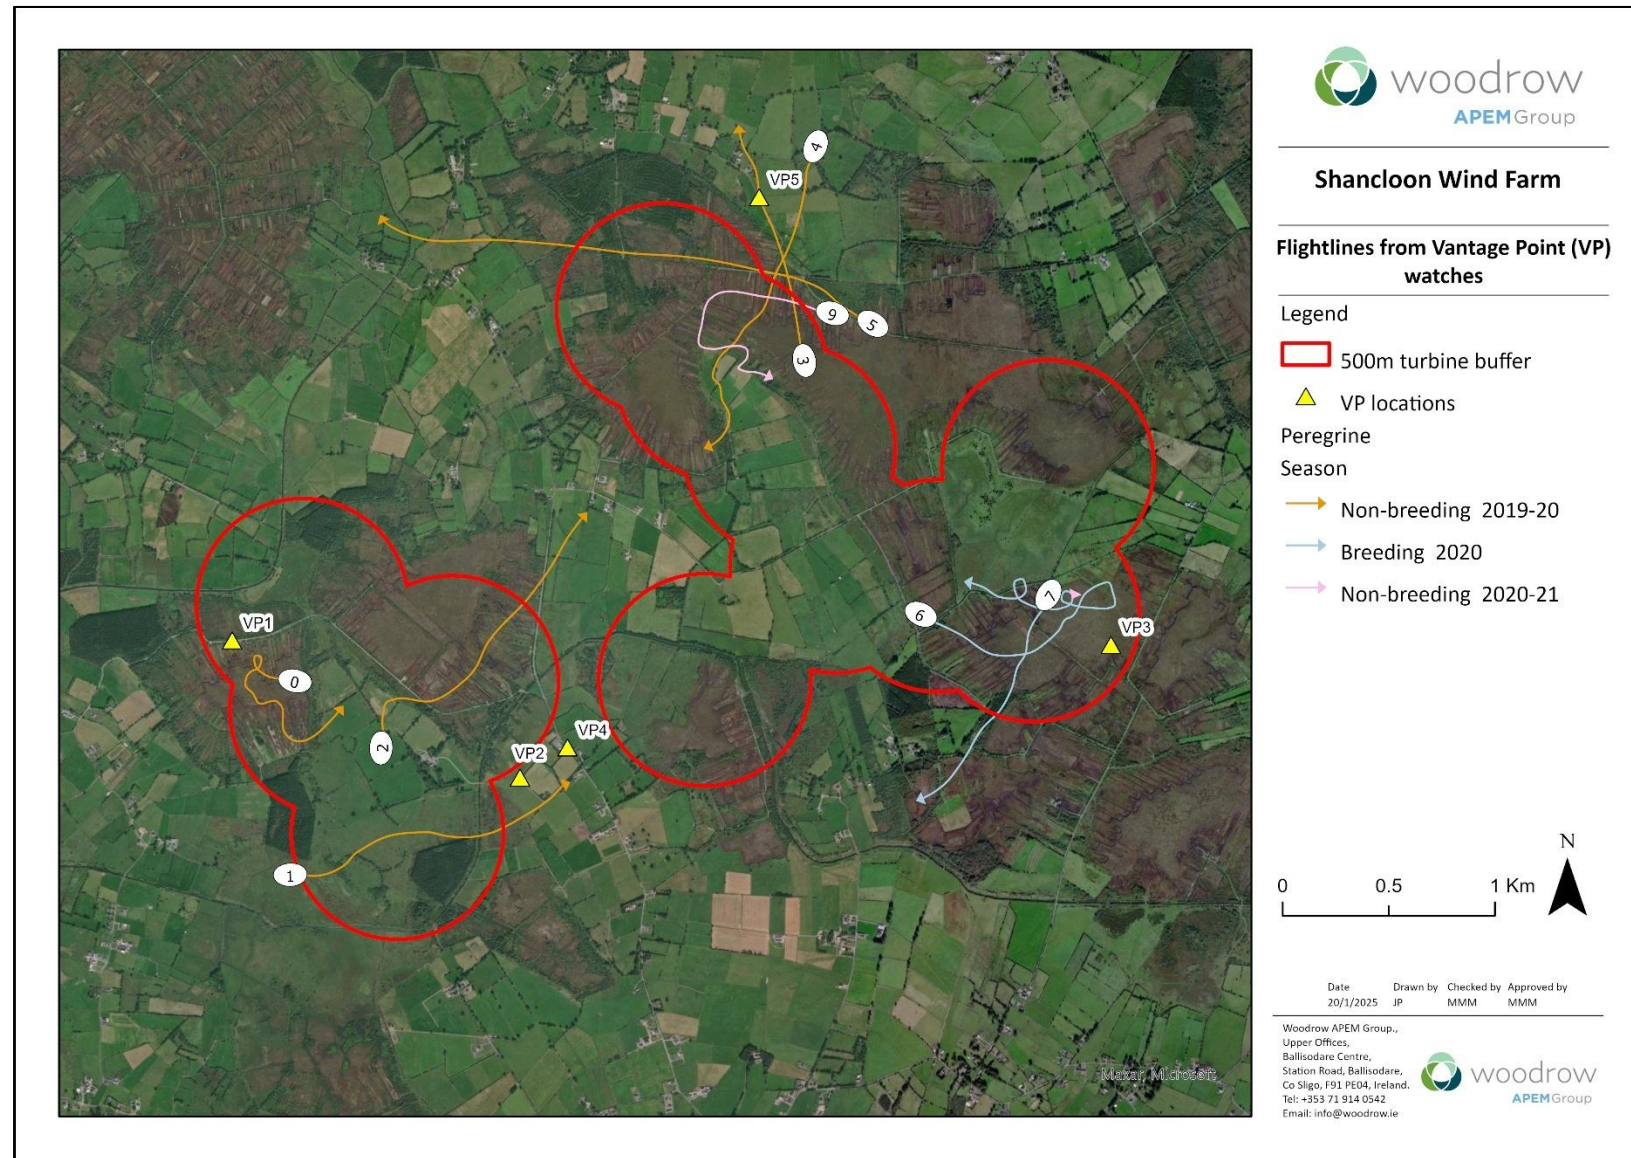 4
VP5
9
5
3
VP1
0
2
VP4
VP2
1
7
6
VP3
Maxar, Microsoft
woodrow
APEMGroup
Shancloon Wind Farm
Flightlines from Vantage Point (VP)
watches
Legend
500m turbine buffer
VP locations
Peregrine
Season
Non-breeding 2019-20
Breeding 2020
Non-breeding 2020-21
N
0 0.5 1 Km
Date Drawn by Checked by Approved by
20/1/2025 JP MMM MMM
Woodrow APEM Group.,
Upper Offices,
Ballisodare Centre,
Station Road, Ballisodare,
Co Sligo, F91 PE04, Ireland.
Tel: +353 71 914 0542
Email: info@woodrow.ie
woodrow
APEMGroup